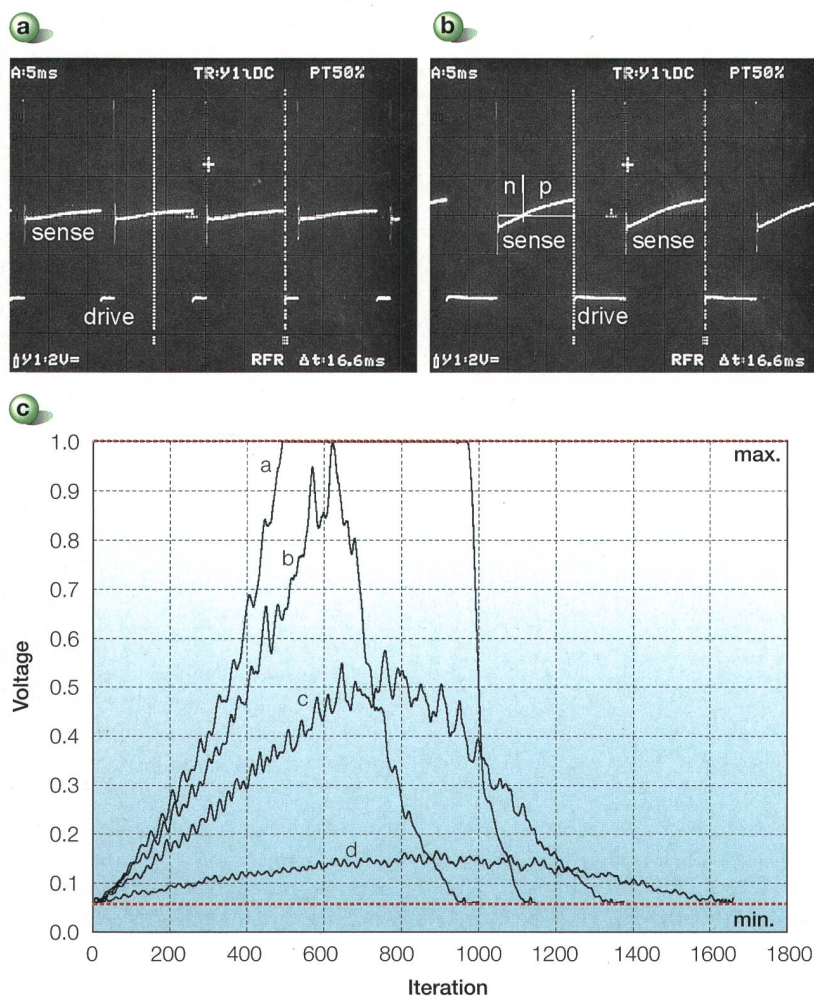 a
A:5ms TR:Y1~DC PT50%
sense
drive
Y1:2V= RFR Δt:16.6ms
b
A:5ms TR:Y1~DC PT50%
n p
sense sense
drive
Y1:2V= RFR Δt:16.6ms
c
1.0
0.9
0.8
0.7
0.6
0.5
0.4
0.3
0.2
0.1
0.0
Voltage
max.
a
b
c
d
min.
0 200 400 600 800 1000 1200 1400 1600 1800
Iteration